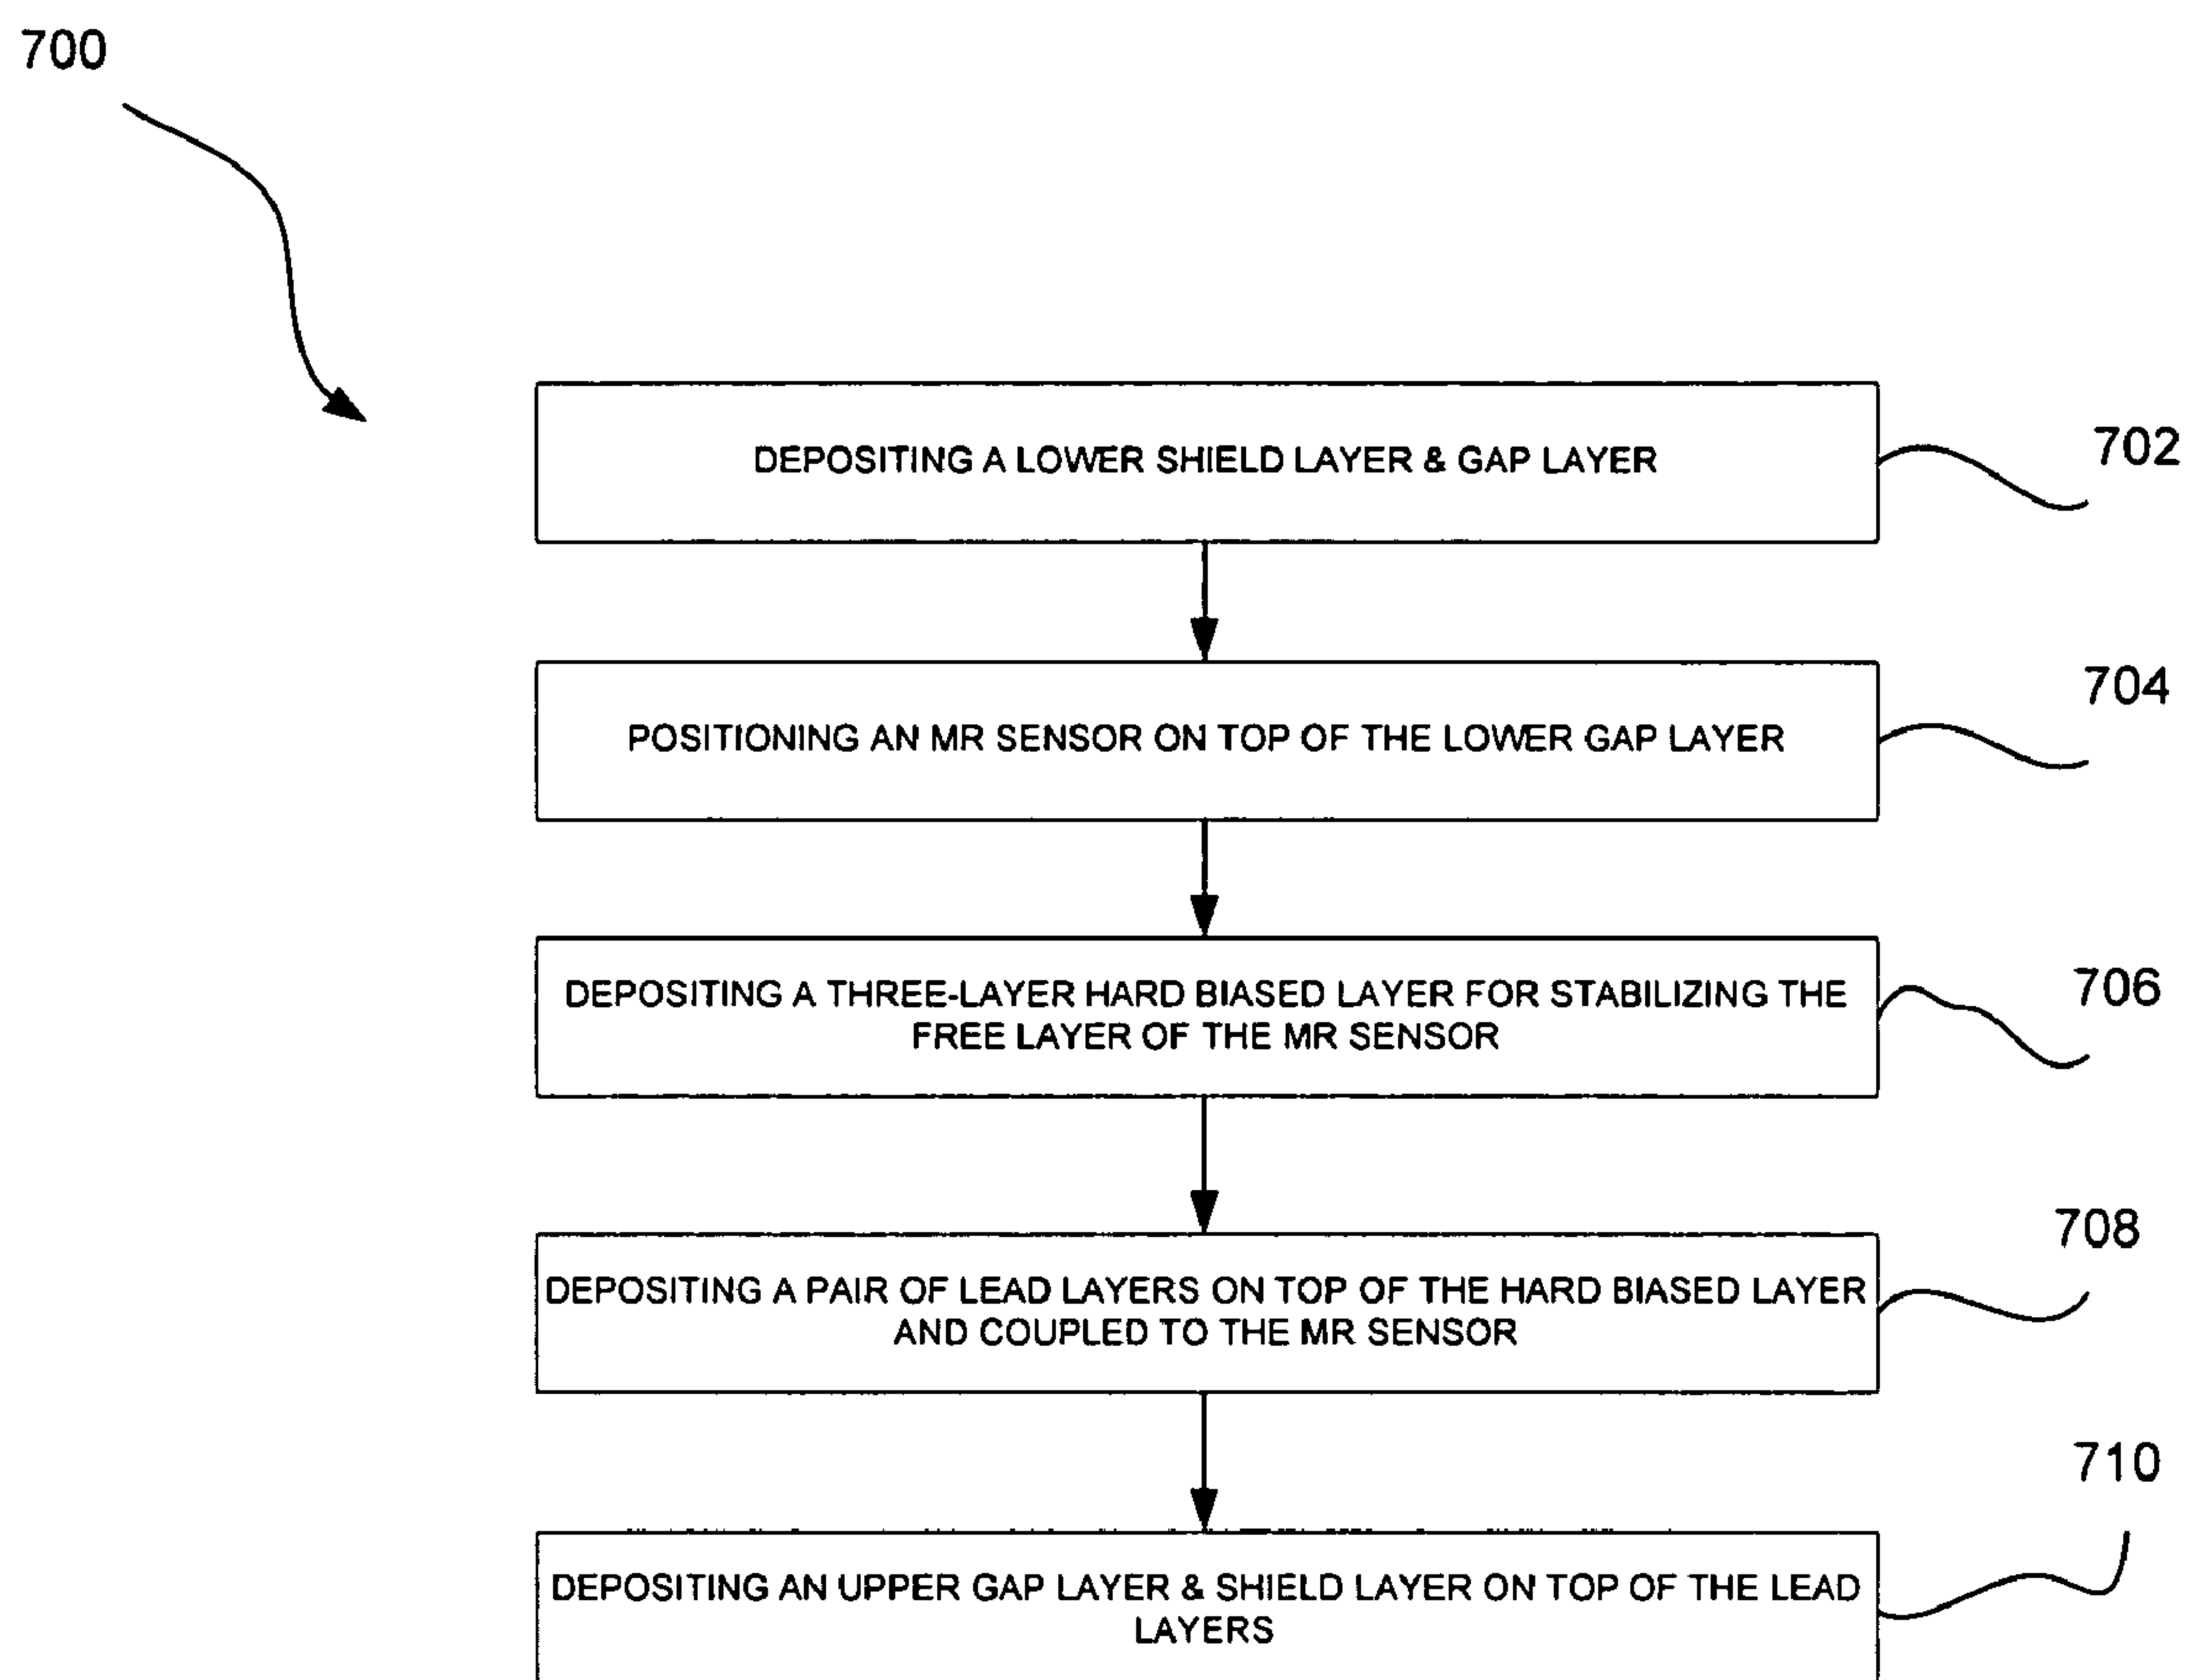 700
DEPOSITING A LOWER SHIELD LAYER & GAP LAYER
702
POSITIONING AN MR SENSOR ON TOP OF THE LOWER GAP LAYER
704
DEPOSITING A THREE-LAYER HARD BIASED LAYER FOR STABILIZING THE
FREE LAYER OF THE MR SENSOR
706
DEPOSITING A PAIR OF LEAD LAYERS ON TOP OF THE HARD BIASED LAYER
AND COUPLED TO THE MR SENSOR
708
DEPOSITING AN UPPER GAP LAYER & SHIELD LAYER ON TOP OF THE LEAD
LAYERS
710